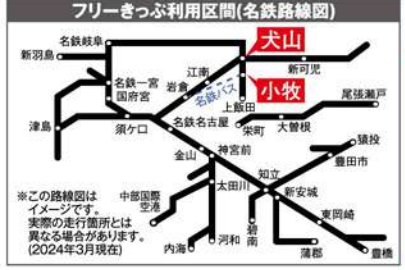 フリーきっぷ利用区間(名鉄路線図)
名鉄岐阜
犬山
新羽島
新可児
江南
名鉄一宮
国府宮
岩倉
名鉄バス
小牧
上飯田
尾張瀬戸
津島
須ケ口
名鉄名古屋
栄町
大曽根
金山
神宮前
猿投
豊田市
太田川
知立
新安城
※この路線図は
イメージです。
実際の走行箇所とは
異なる場合があります。
(2024年3月現在)
中部国際
空港
東岡崎
碧南
河和
内海
蒲郡
豊橋